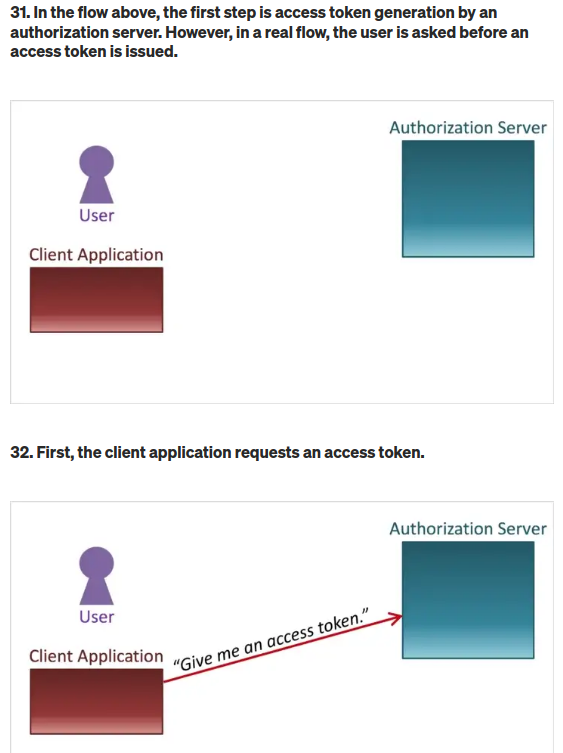 31. In the flow above, the first step is access token generation by an
authorization server. However, in a real flow, the user is asked before an
access token is issued.
Authorization Server
User
Client Application
32. First, the client application requests an access token.
Authorization Server
User
"Give me an access token."
Client Application